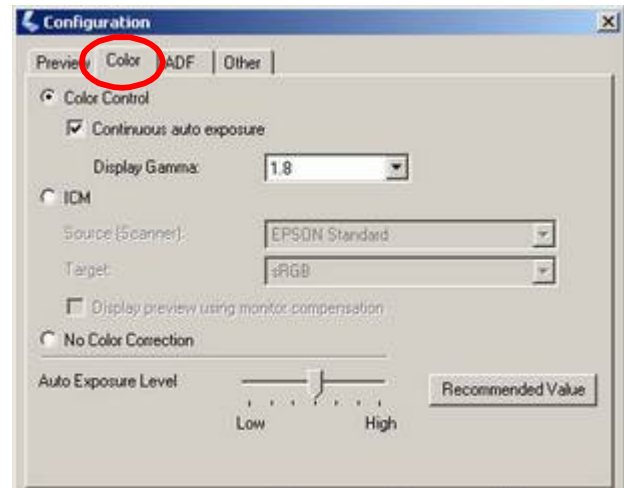 Configuration
Preview Color ADF Other
Color Control
Continuous auto exposure
Display Gamma: 1.8
ICM
Source (Scanner): EPSON Standard
Target: sRGB
Display preview using monitor compensation
No Color Correction
Auto Exposure Level
Recommended Value
Low High